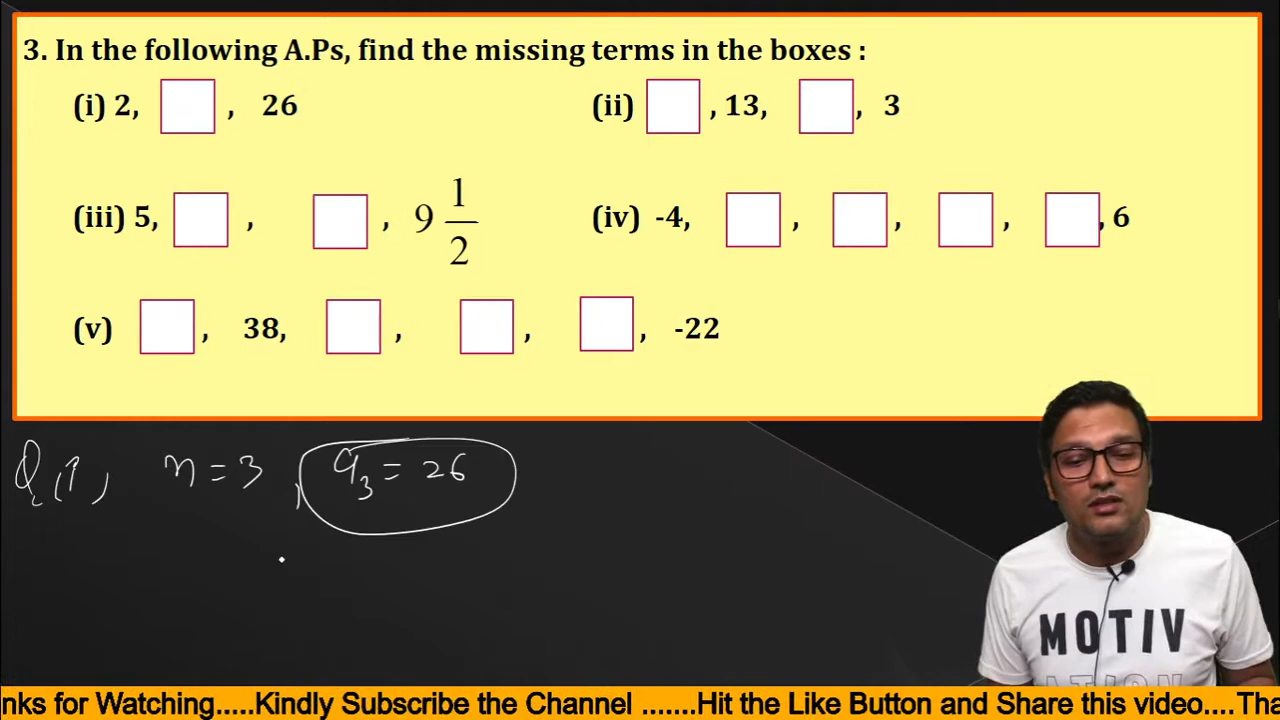 3. In the following A.Ps, find the missing terms in the boxes :
(i) 2, , 26
(ii) , 13, , 3
(iii) 5, , , 9 1/2
(iv) -4, , , , , 6
(v) , 38, , , , -22
Q(i), n = 3, a₃ = 26
MOTIV
ATION
nks for Watching.....Kindly Subscribe the Channel .......Hit the Like Button and Share this video....Tha